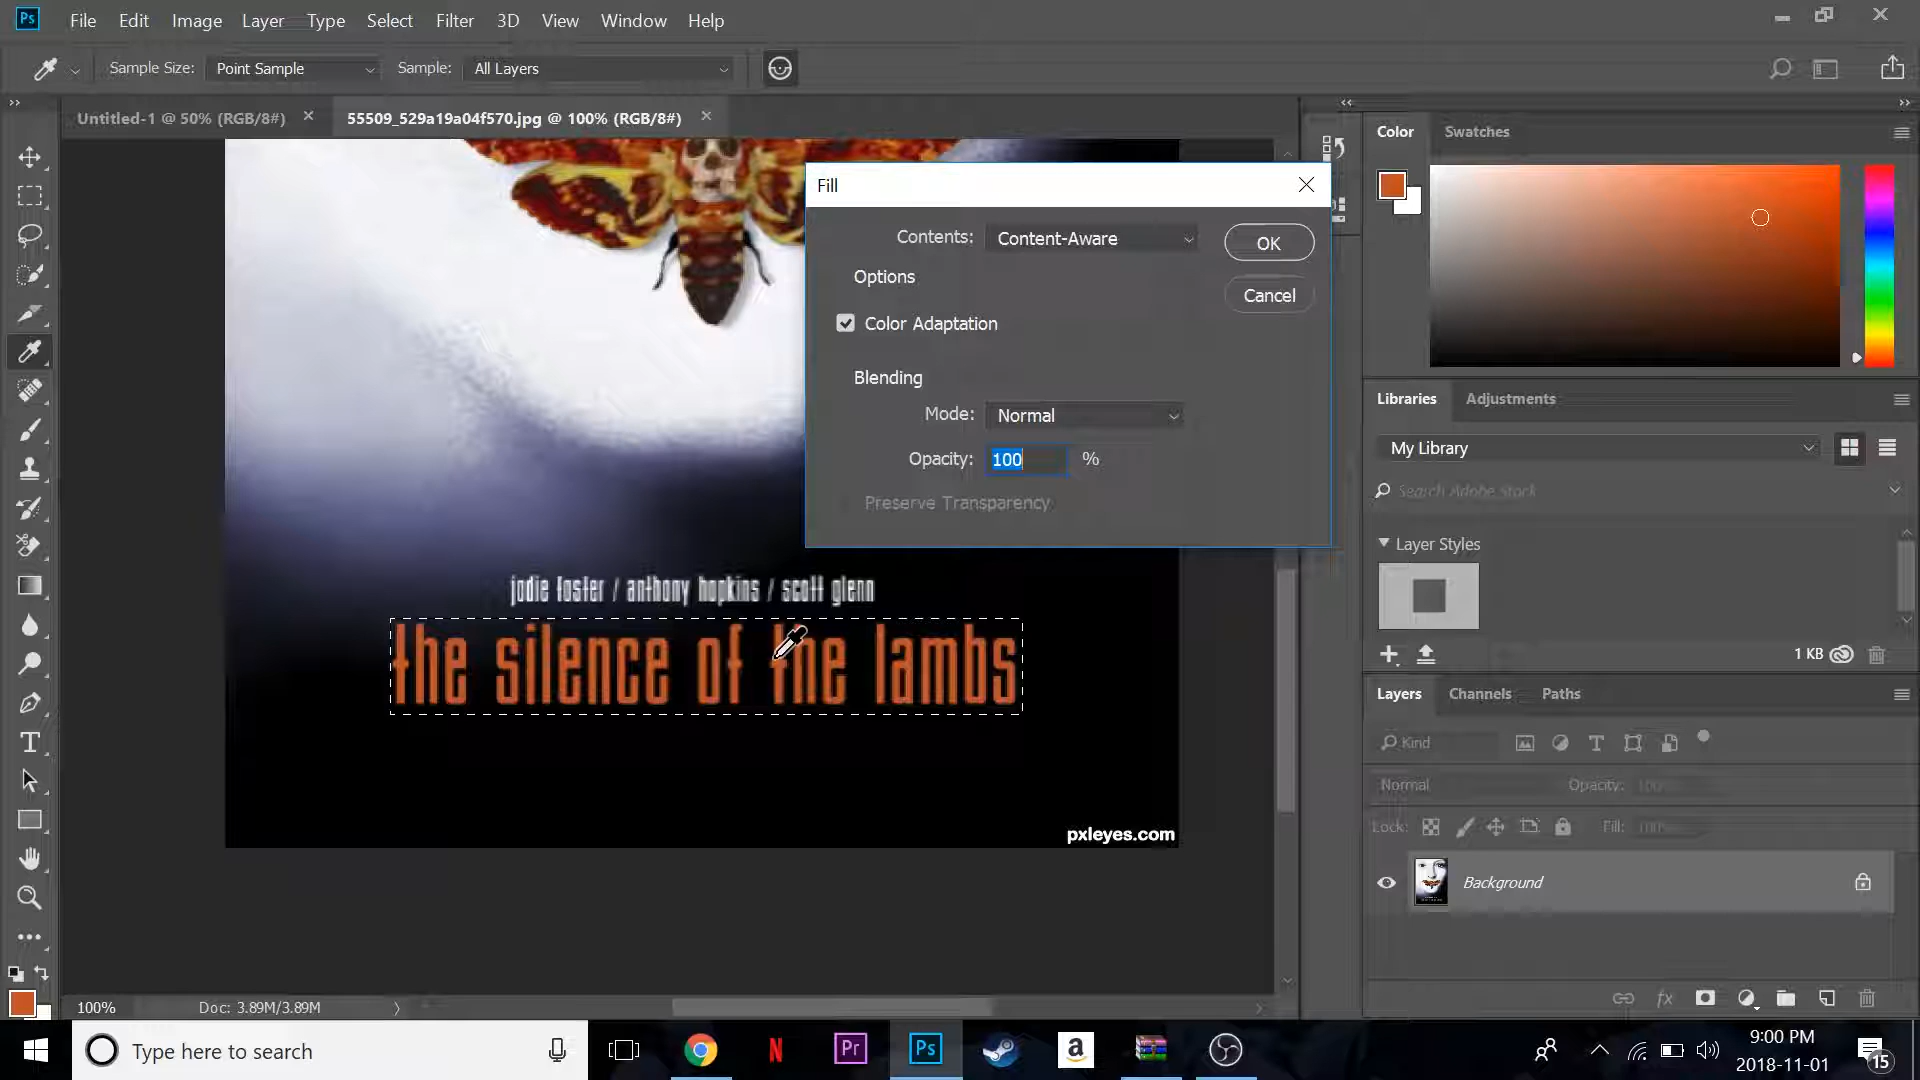 Ps File Edit Image Layer Type Select Filter 3D View Window Help
Sample Size: Point Sample Sample: All Layers
Untitled-1 @ 50% (RGB/8#) 55509_529a19a04f570.jpg @ 100% (RGB/8#)
Color Swatches
Fill
Contents: Content-Aware OK
Options
Cancel
Color Adaptation
Blending
Mode: Normal
Opacity: 100 %
Preserve Transparency
Libraries Adjustments
My Library
Search Adobe Stock
Layer Styles
jodie foster / anthony hopkins / scott glenn
the silence of the lambs
1 KB
Layers Channels Paths
Kind
Normal Opacity: 100%
Lock: Fill: 100%
pxleyes.com
Background
100% Doc: 3.89M/3.89M
Type here to search
N Pr Ps a
9:00 PM
2018-11-01
15